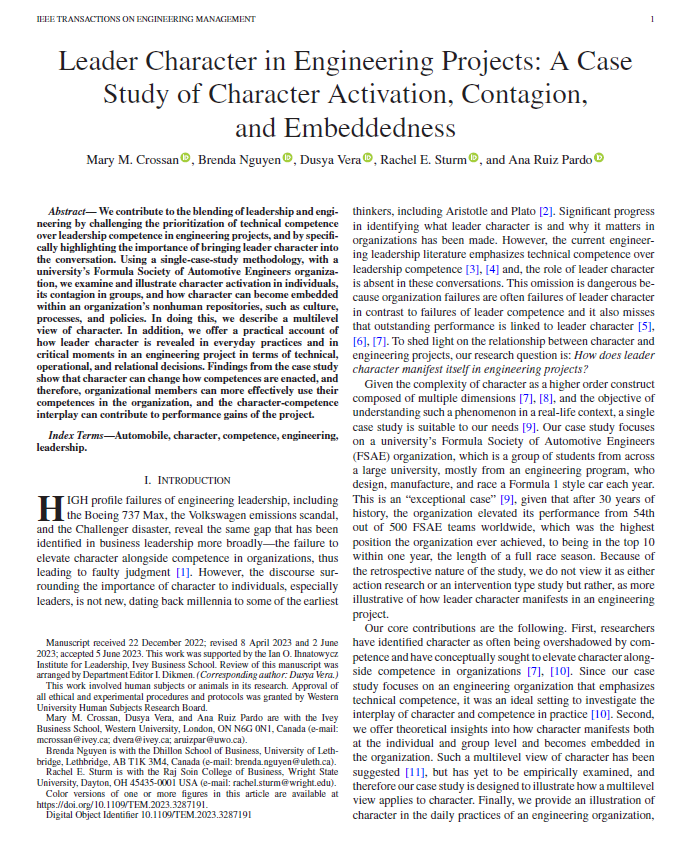 IEEE TRANSACTIONS ON ENGINEERING MANAGEMENT 1
Leader Character in Engineering Projects: A Case
Study of Character Activation, Contagion,
and Embeddedness
Mary M. Crossan, Brenda Nguyen, Dusya Vera, Rachel E. Sturm, and Ana Ruiz Pardo
Abstract— We contribute to the blending of leadership and engi-
neering by challenging the prioritization of technical competence
over leadership competence in engineering projects, and by specifi-
cally highlighting the importance of bringing leader character into
the conversation. Using a single-case-study methodology, with a
university's Formula Society of Automotive Engineers organiza-
tion, we examine and illustrate character activation in individuals,
its contagion in groups, and how character can become embedded
within an organization's nonhuman repositories, such as culture,
processes, and policies. In doing this, we describe a multilevel
view of character. In addition, we offer a practical account of
how leader character is revealed in everyday practices and in
critical moments in an engineering project in terms of technical,
operational, and relational decisions. Findings from the case study
show that character can change how competences are enacted, and
therefore, organizational members can more effectively use their
competences in the organization, and the character-competence
interplay can contribute to performance gains of the project.
Index Terms—Automobile, character, competence, engineering,
leadership.
I. INTRODUCTION
HIGH profile failures of engineering leadership, including
the Boeing 737 Max, the Volkswagen emissions scandal,
and the Challenger disaster, reveal the same gap that has been
identified in business leadership more broadly—the failure to
elevate character alongside competence in organizations, thus
leading to faulty judgment [1]. However, the discourse sur-
rounding the importance of character to individuals, especially
leaders, is not new, dating back millennia to some of the earliest
Manuscript received 22 December 2022; revised 8 April 2023 and 2 June
2023; accepted 5 June 2023. This work was supported by the Ian O. Ihnatowycz
Institute for Leadership, Ivey Business School. Review of this manuscript was
arranged by Department Editor I. Dikmen. (Corresponding author: Dusya Vera.)
This work involved human subjects or animals in its research. Approval of
all ethical and experimental procedures and protocols was granted by Western
University Human Subjects Research Board.
Mary M. Crossan, Dusya Vera, and Ana Ruiz Pardo are with the Ivey
Business School, Western University, London, ON N6G 0N1, Canada (e-mail:
mcrossan@ivey.ca; dvera@ivey.ca; aruizpar@uwo.ca).
Brenda Nguyen is with the Dhillon School of Business, University of Leth-
bridge, Lethbridge, AB T1K 3M4, Canada (e-mail: brenda.nguyen@uleth.ca).
Rachel E. Sturm is with the Raj Soin College of Business, Wright State
University, Dayton, OH 45435-0001 USA (e-mail: rachel.sturm@wright.edu).
Color versions of one or more figures in this article are available at
https://doi.org/10.1109/TEM.2023.3287191.
Digital Object Identifier 10.1109/TEM.2023.3287191
thinkers, including Aristotle and Plato [2]. Significant progress
in identifying what leader character is and why it matters in
organizations has been made. However, the current engineer-
ing leadership literature emphasizes technical competence over
leadership competence [3], [4] and, the role of leader character
is absent in these conversations. This omission is dangerous be-
cause organization failures are often failures of leader character
in contrast to failures of leader competence and it also misses
that outstanding performance is linked to leader character [5],
[6], [7]. To shed light on the relationship between character and
engineering projects, our research question is: How does leader
character manifest itself in engineering projects?
Given the complexity of character as a higher order construct
composed of multiple dimensions [7], [8], and the objective of
understanding such a phenomenon in a real-life context, a single
case study is suitable to our needs [9]. Our case study focuses
on a university's Formula Society of Automotive Engineers
(FSAE) organization, which is a group of students from across
a large university, mostly from an engineering program, who
design, manufacture, and race a Formula 1 style car each year.
This is an "exceptional case" [9], given that after 30 years of
history, the organization elevated its performance from 54th
out of 500 FSAE teams worldwide, which was the highest
position the organization ever achieved, to being in the top 10
within one year, the length of a full race season. Because of
the retrospective nature of the study, we do not view it as either
action research or an intervention type study but rather, as more
illustrative of how leader character manifests in an engineering
project.
Our core contributions are the following. First, researchers
have identified character as often being overshadowed by com-
petence and have conceptually sought to elevate character along-
side competence in organizations [7], [10]. Since our case
study focuses on an engineering organization that emphasizes
technical competence, it was an ideal setting to investigate the
interplay of character and competence in practice [10]. Second,
we offer theoretical insights into how character manifests both
at the individual and group level and becomes embedded in
the organization. Such a multilevel view of character has been
suggested [11], but has yet to be empirically examined, and
therefore our case study is designed to illustrate how a multilevel
view applies to character. Finally, we provide an illustration of
character in the daily practices of an engineering organization,